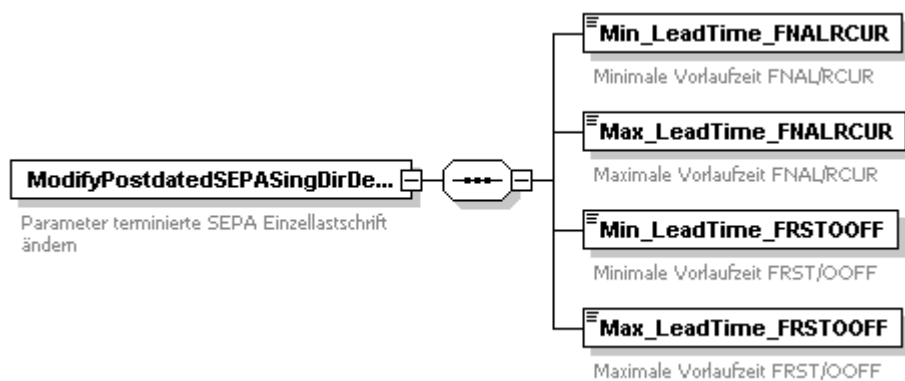 Min_LeadTime_FNALRCUR
Minimale Vorlaufzeit FNAL/RCUR
Max_LeadTime_FNALRCUR
Maximale Vorlaufzeit FNAL/RCUR
ModifyPostdatedSEPASingDirDe...
Parameter terminierte SEPA Einzellastschrift
ändern
Min_LeadTime_FRSTOOFF
Minimale Vorlaufzeit FRST/OOFF
Max_LeadTime_FRSTOOFF
Maximale Vorlaufzeit FRST/OOFF